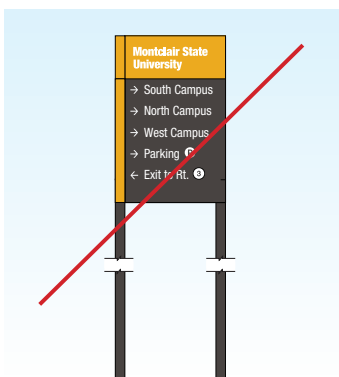 Montclair State
University
→ South Campus
→ North Campus
→ West Campus
→ Parking P
← Exit to Rt. 3